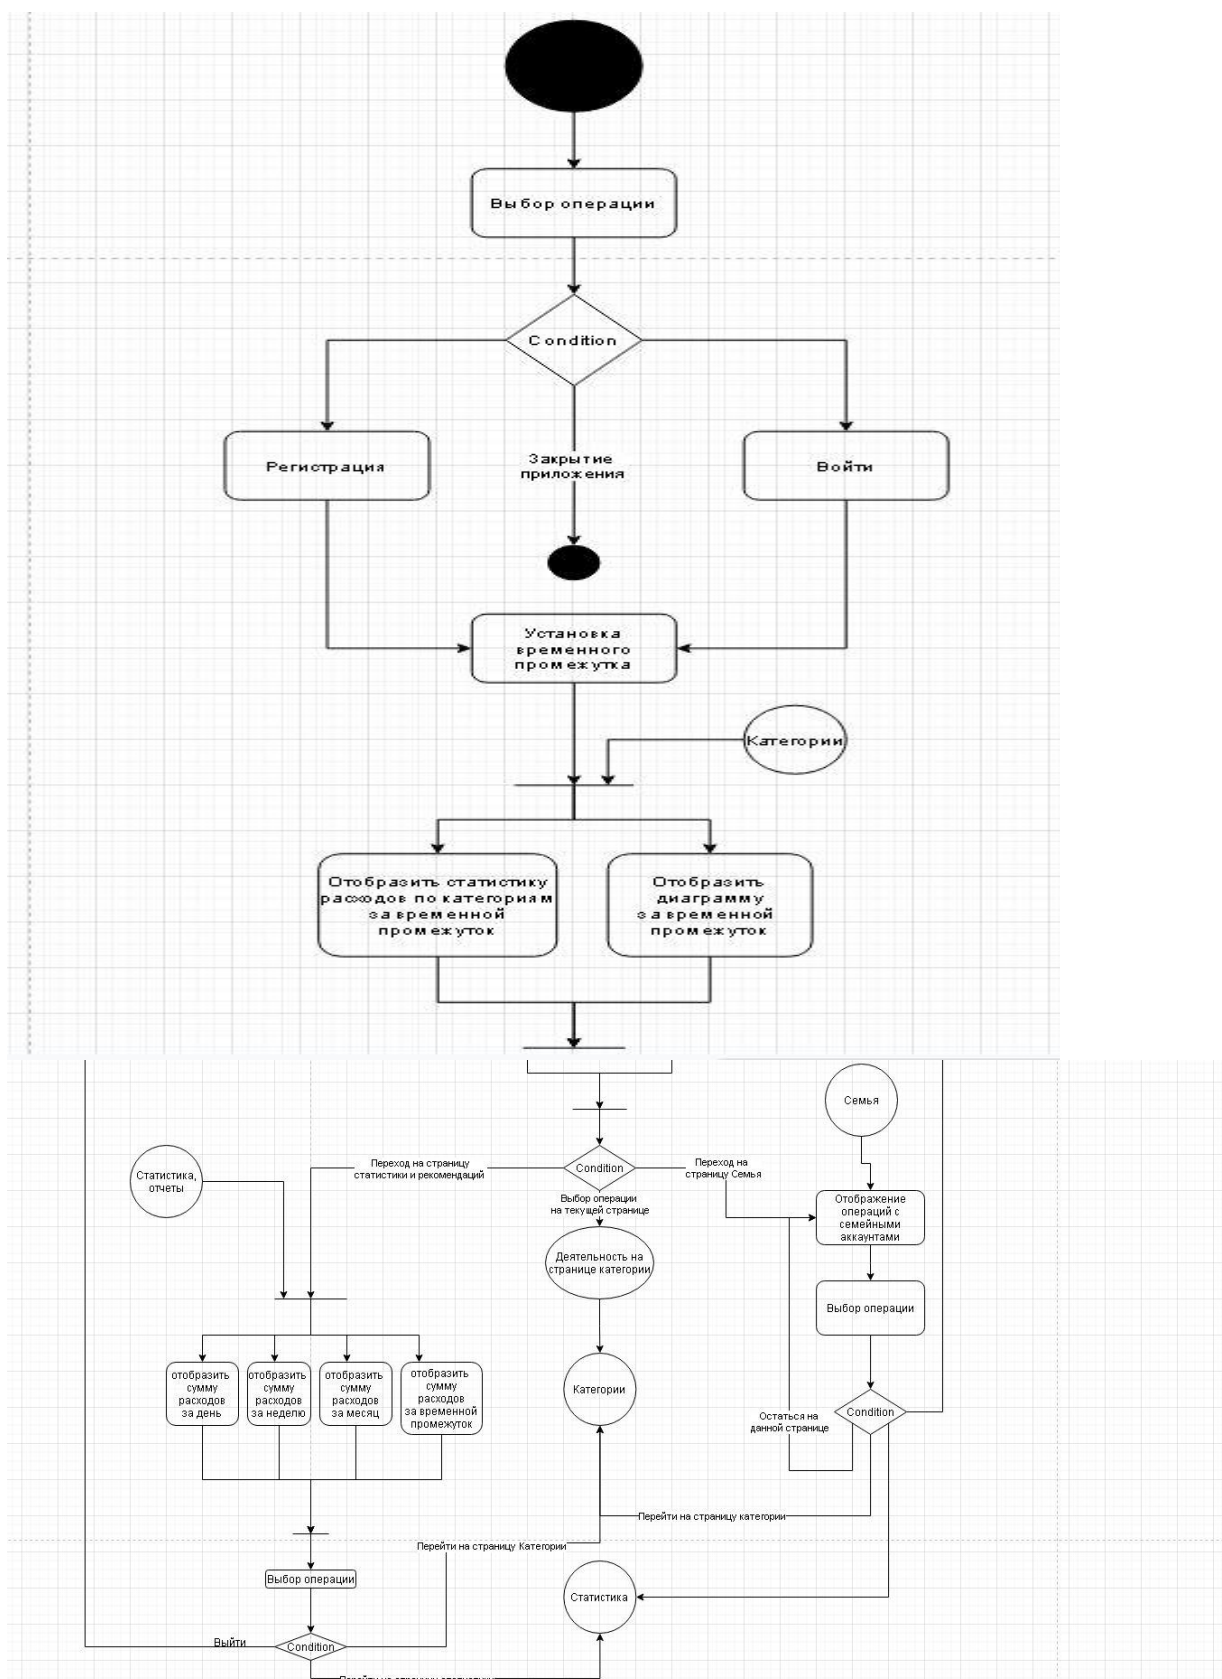 Выбор операции
Condition
Регистрация
Закрытие
приложения
Войти
Установка
временного
промежутка
Категории
Отобразить статистику
расходов по категориям
за временной
промежуток
Отобразить
диаграмму
за временной
промежуток
Семья
Статистика,
отчеты
Переход на страницу
статистики и рекомендаций
Condition
Переход на
страницу Семья
Выбор операции
на текущей странице
Отображение
операций с
семейными
аккаунтами
Деятельность на
странице категории
Выбор операции
отобразить
сумму
расходов
за день
отобразить
сумму
расходов
за неделю
отобразить
сумму
расходов
за месяц
отобразить
сумму
расходов
за временной
промежуток
Категории
Остаться на
данной странице
Condition
Перейти на страницу категории
Перейти на страницу Категории
Выбор операции
Статистика
Выйти
Condition
Перейти на страницу статистики